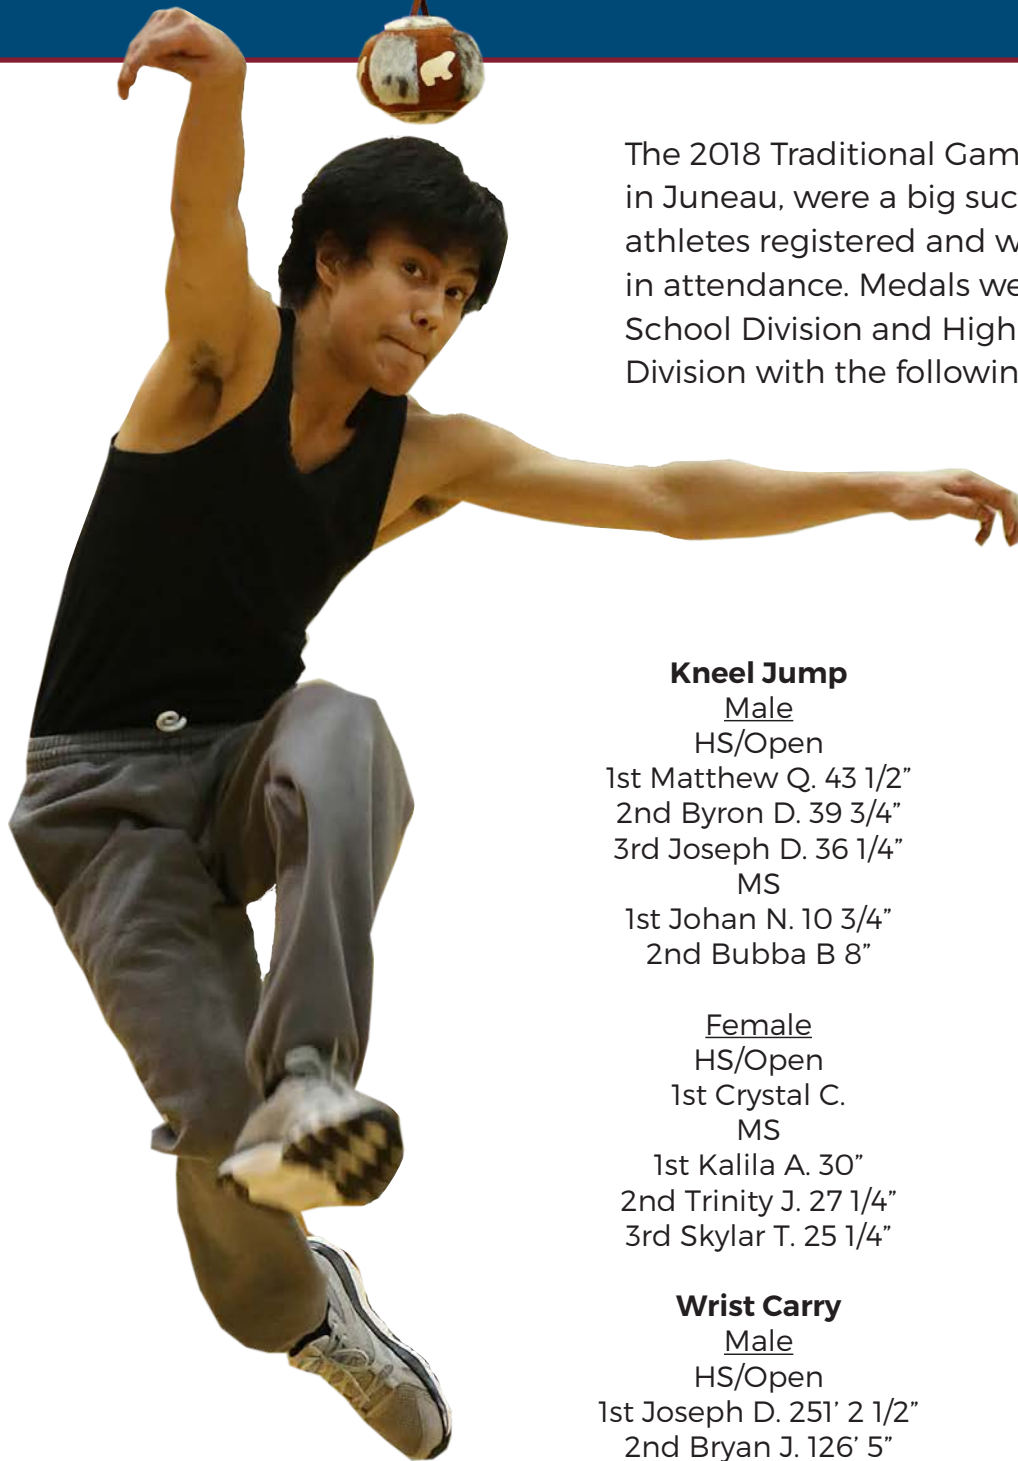 The 2018 Traditional Gam
in Juneau, were a big suc
athletes registered and w
in attendance. Medals we
School Division and High
Division with the followin
Kneel Jump
Male
HS/Open
1st Matthew Q. 43 1/2”
2nd Byron D. 39 3/4”
3rd Joseph D. 36 1/4”
MS
1st Johan N. 10 3/4”
2nd Bubba B 8”
Female
HS/Open
1st Crystal C.
MS
1st Kalila A. 30”
2nd Trinity J. 27 1/4”
3rd Skylar T. 25 1/4”
Wrist Carry
Male
HS/Open
1st Joseph D. 251’ 2 1/2”
2nd Bryan J. 126’ 5”